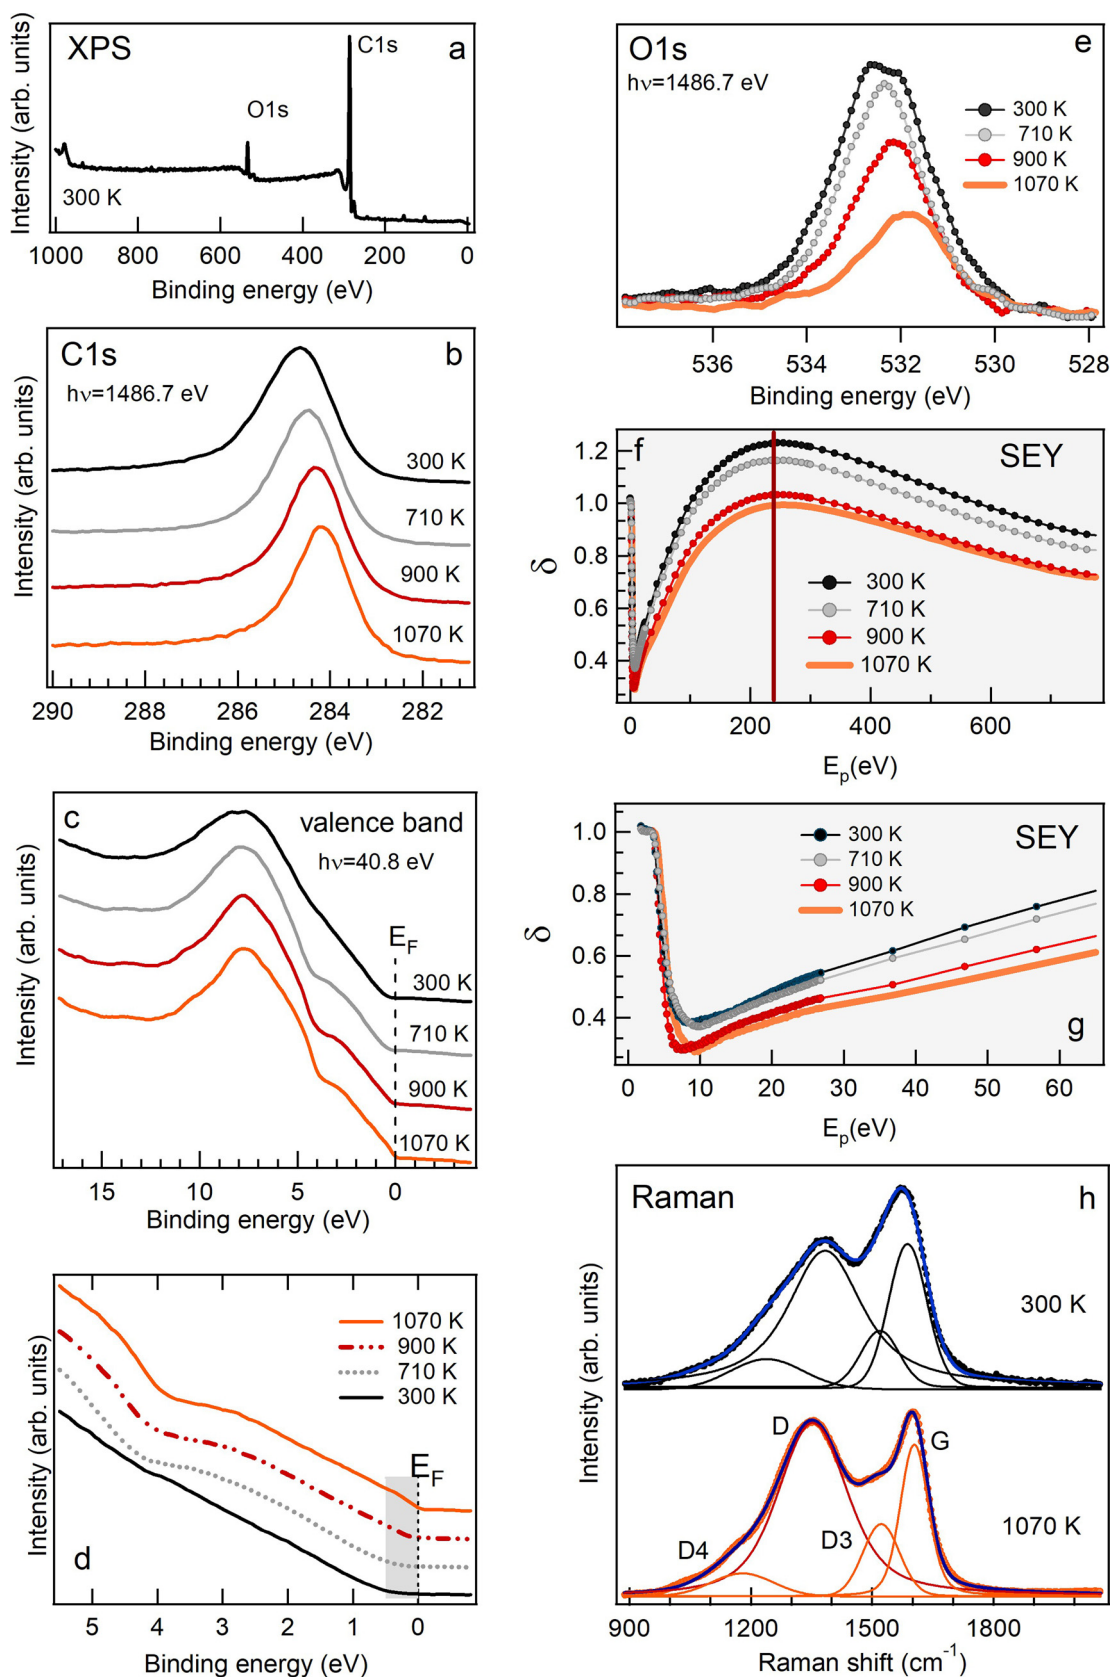 XPS
a
C1s
O1s
300 K
Intensity (arb. units)
1000 800 600 400 200 0
Binding energy (eV)
C1s
b
hν=1486.7 eV
300 K
710 K
900 K
1070 K
Intensity (arb. units)
290 288 286 284 282
Binding energy (eV)
c
valence band
hν=40.8 eV
E_F
300 K
710 K
900 K
1070 K
Intensity (arb. units)
15 10 5 0
Binding energy (eV)
1070 K
900 K
710 K
300 K
E_F
d
Intensity (arb. units)
5 4 3 2 1 0
Binding energy (eV)
O1s
e
hν=1486.7 eV
300 K
710 K
900 K
1070 K
Intensity (arb. units)
536 534 532 530 528
Binding energy (eV)
f
SEY
1.2
1.0
0.8
0.6
0.4
δ
300 K
710 K
900 K
1070 K
0 200 400 600
E_p(eV)
300 K
710 K
900 K
1070 K
SEY
1.0
0.8
0.6
0.4
δ
g
0 10 20 30 40 50 60
E_p(eV)
Raman
h
300 K
D
G
D4
D3
1070 K
Intensity (arb. units)
900 1200 1500 1800
Raman shift (cm⁻¹)